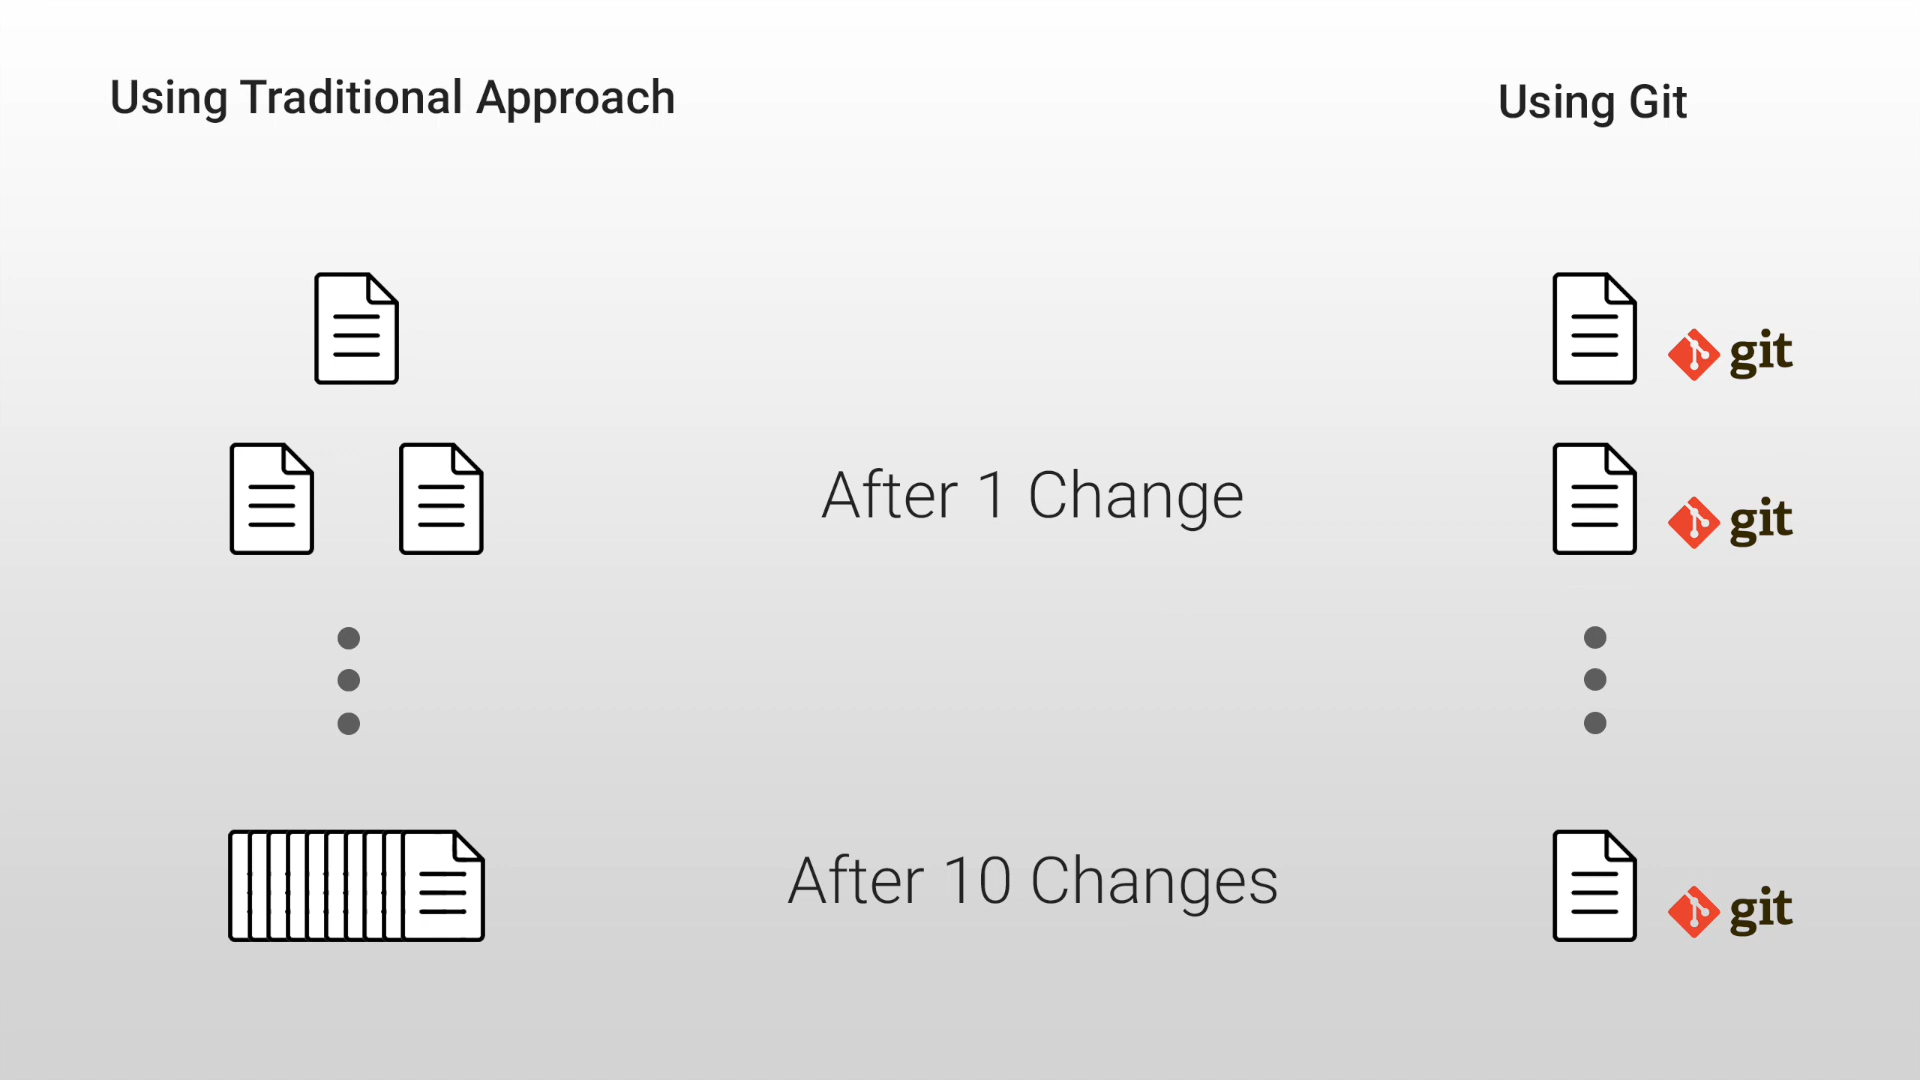 Using Traditional Approach
Using Git
git
After 1 Change
git
After 10 Changes
git